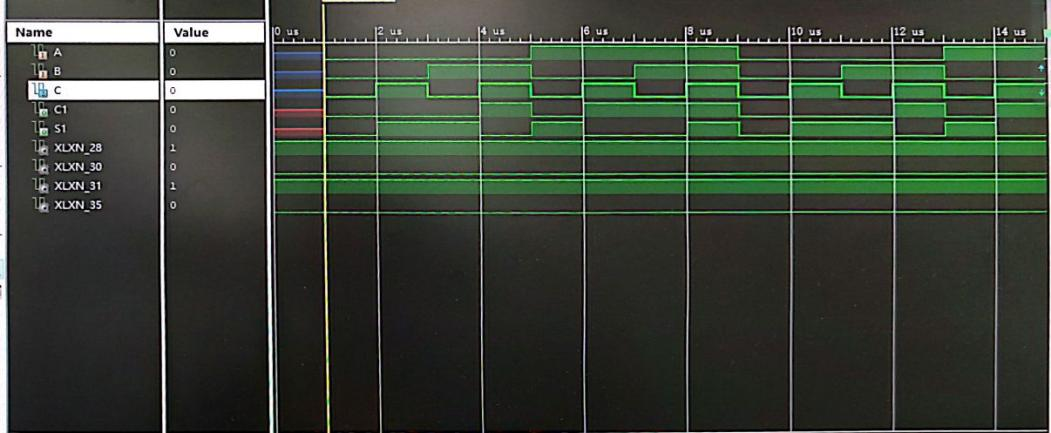 Name Value
0 us 2 us 4 us 6 us 8 us 10 us 12 us 14 us
A 0
B 0
C 0
C1 0
S1 0
XLXN_28 1
XLXN_30 0
XLXN_31 1
XLXN_35 0